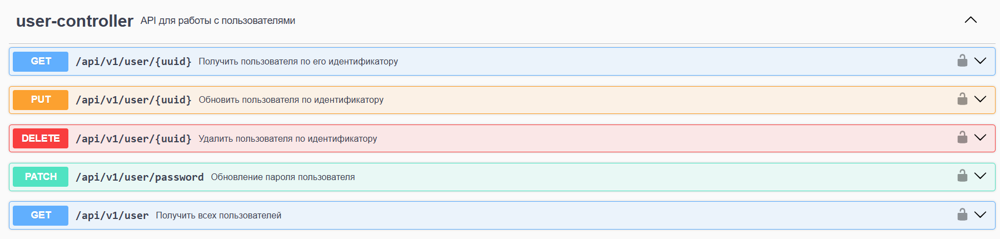 user-controller API для работы с пользователями
GET /api/v1/user/{uuid} Получить пользователя по его идентификатору
PUT /api/v1/user/{uuid} Обновить пользователя по идентификатору
DELETE /api/v1/user/{uuid} Удалить пользователя по идентификатору
PATCH /api/v1/user/password Обновление пароля пользователя
GET /api/v1/user Получить всех пользователей